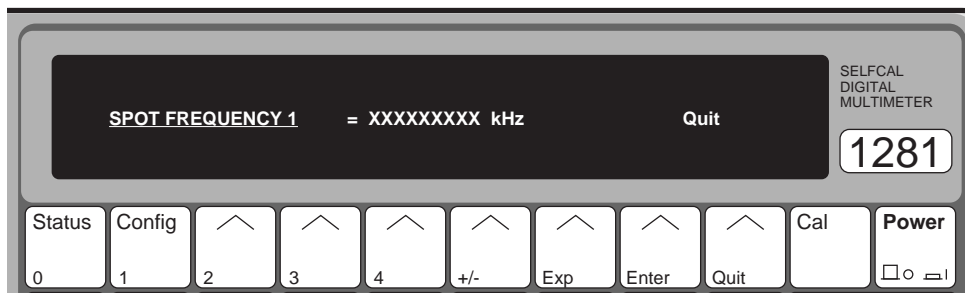 SPOT FREQUENCY 1 = XXXXXXXXX kHz Quit
SELFCAL
DIGITAL
MULTIMETER
1281
Status Config Cal Power
0 1 2 3 4 +/- Exp Enter Quit